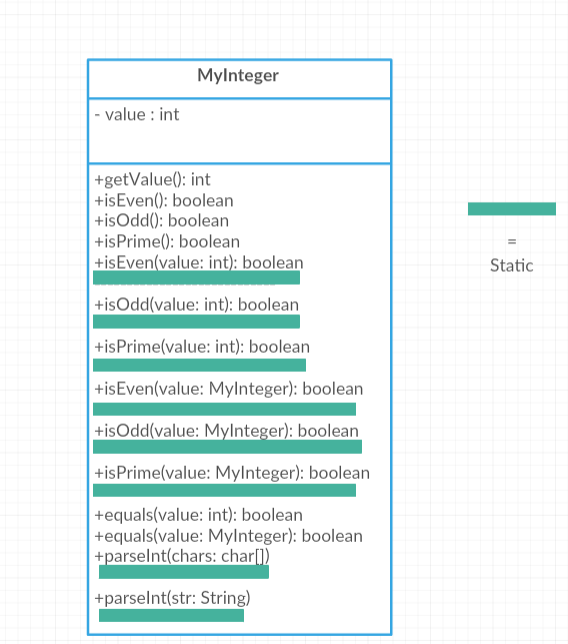 MyInteger
- value : int
+getValue(): int
+isEven(): boolean
+isOdd(): boolean
+isPrime(): boolean
+isEven(value: int): boolean
+isOdd(value: int): boolean
+isPrime(value: int): boolean
+isEven(value: MyInteger): boolean
+isOdd(value: MyInteger): boolean
+isPrime(value: MyInteger): boolean
+equals(value: int): boolean
+equals(value: MyInteger): boolean
+parseInt(chars: char[])
+parseInt(str: String)
=
Static